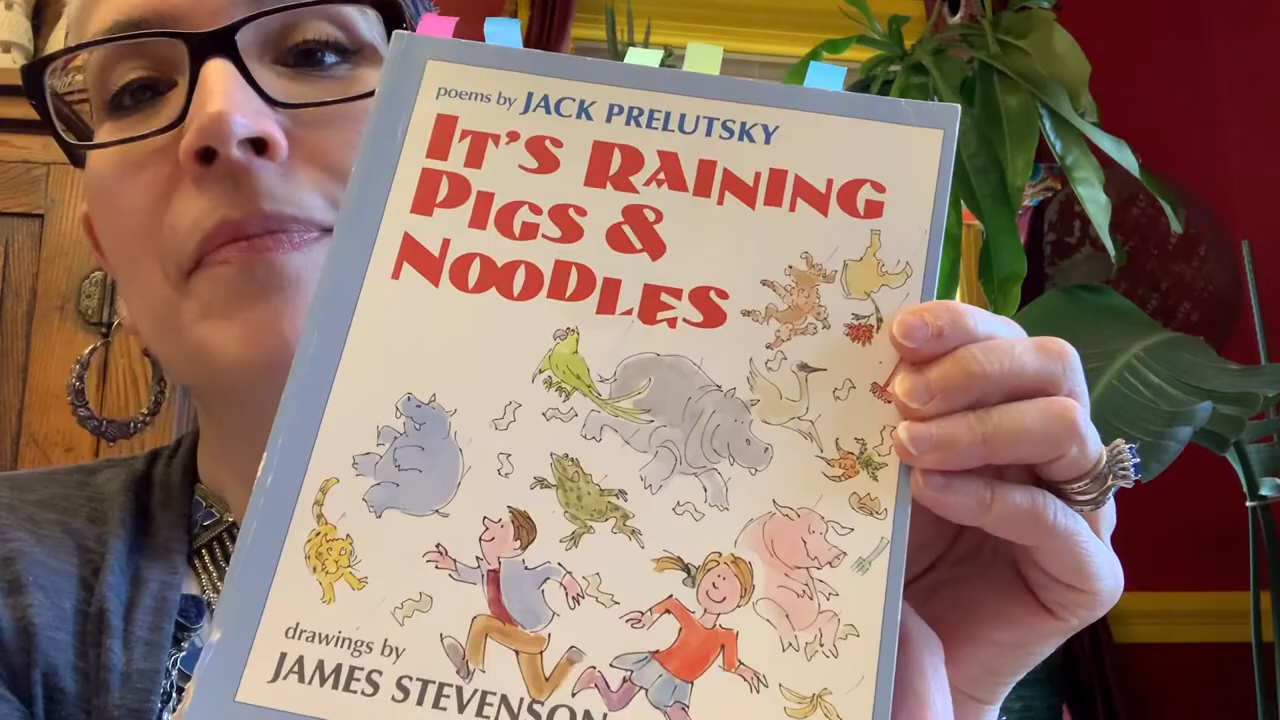 poems by JACK PRELUTSKY
IT'S RAINING
PIGS &
NOODLES
drawings by
JAMES STEVENSON